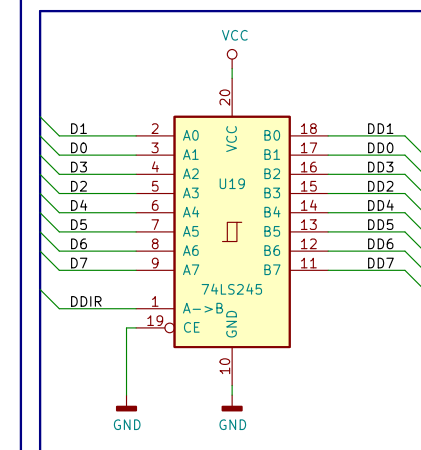 VCC
20
VCC
D1 2 A0 B0 18 DD1
D0 3 A1 B1 17 DD0
D3 4 A2 B2 16 DD3
D2 5 A3 U19 B3 15 DD2
D4 6 A4 B4 14 DD4
D5 7 A5 B5 13 DD5
D6 8 A6 B6 12 DD6
D7 9 A7 B7 11 DD7
74LS245
DDIR 1 A->B
19 CE
GND
10
GND GND